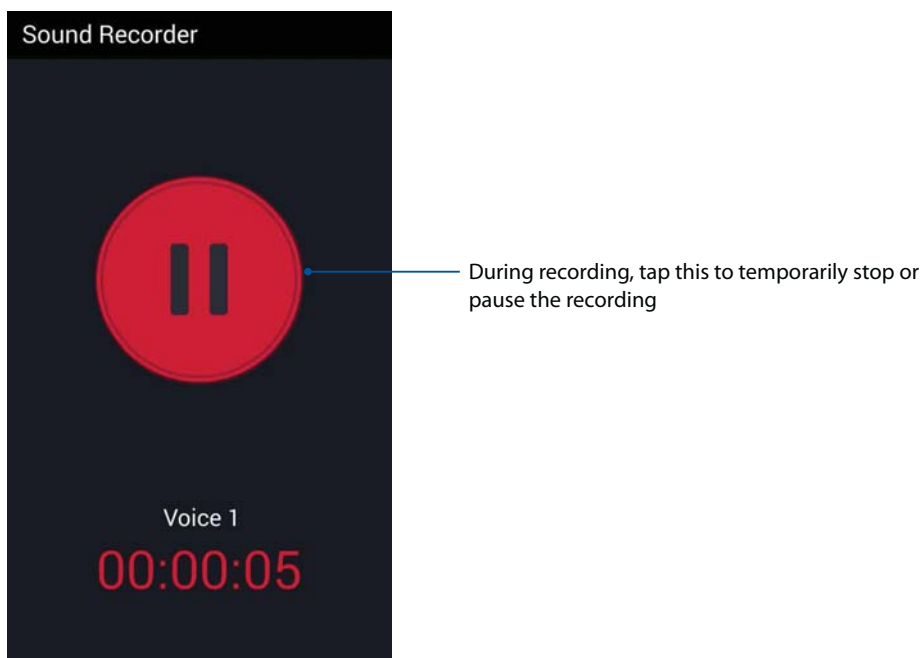 Sound Recorder
During recording, tap this to temporarily stop or
pause the recording
Voice 1
00:00:05